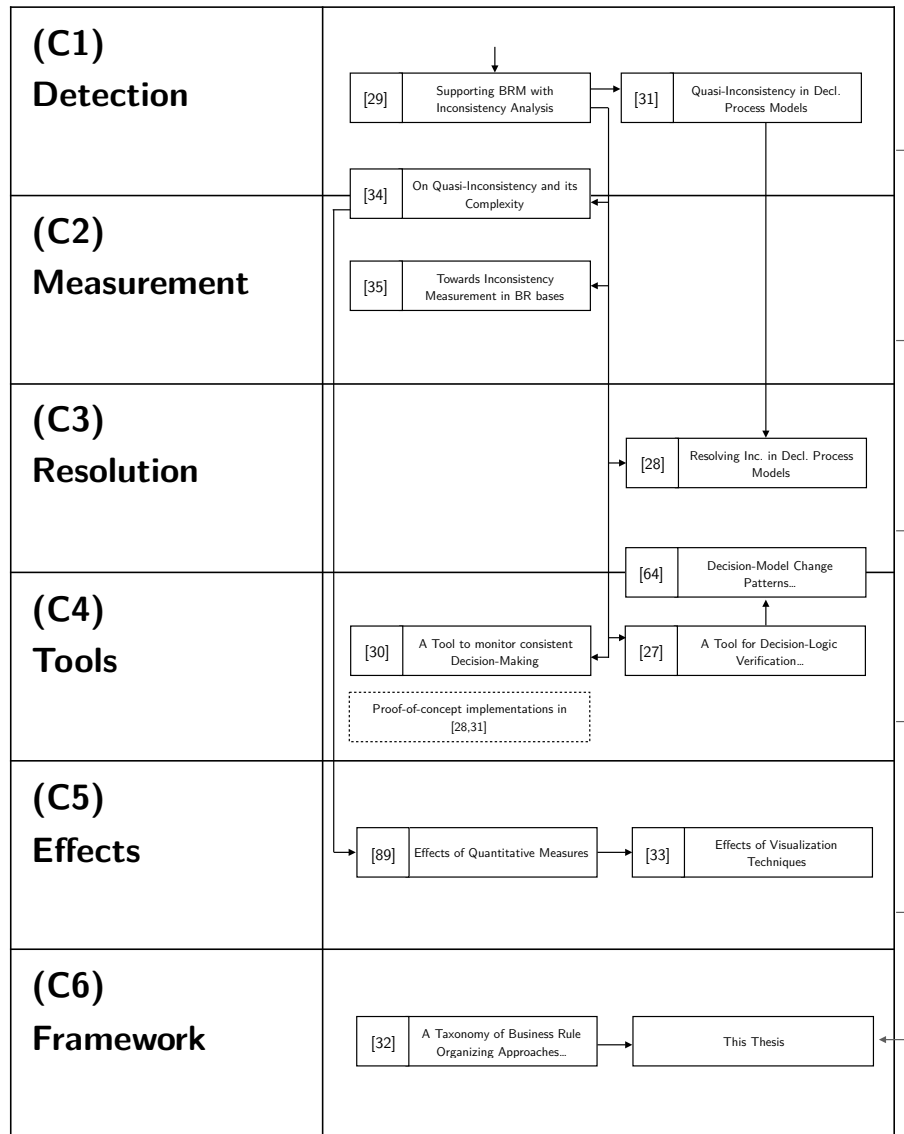 (C1)
Detection
[29]
Supporting BRM with
Inconsistency Analysis
[31]
Quasi-Inconsistency in Decl.
Process Models
[34]
On Quasi-Inconsistency and its
Complexity
(C2)
Measurement
[35]
Towards Inconsistency
Measurement in BR bases
(C3)
Resolution
[28]
Resolving Inc. in Decl. Process
Models
[64]
Decision-Model Change
Patterns...
(C4)
Tools
[30]
A Tool to monitor consistent
Decision-Making
[27]
A Tool for Decision-Logic
Verification...
Proof-of-concept implementations in
[28,31]
(C5)
Effects
[89]
Effects of Quantitative Measures
[33]
Effects of Visualization
Techniques
(C6)
Framework
[32]
A Taxonomy of Business Rule
Organizing Approaches...
This Thesis